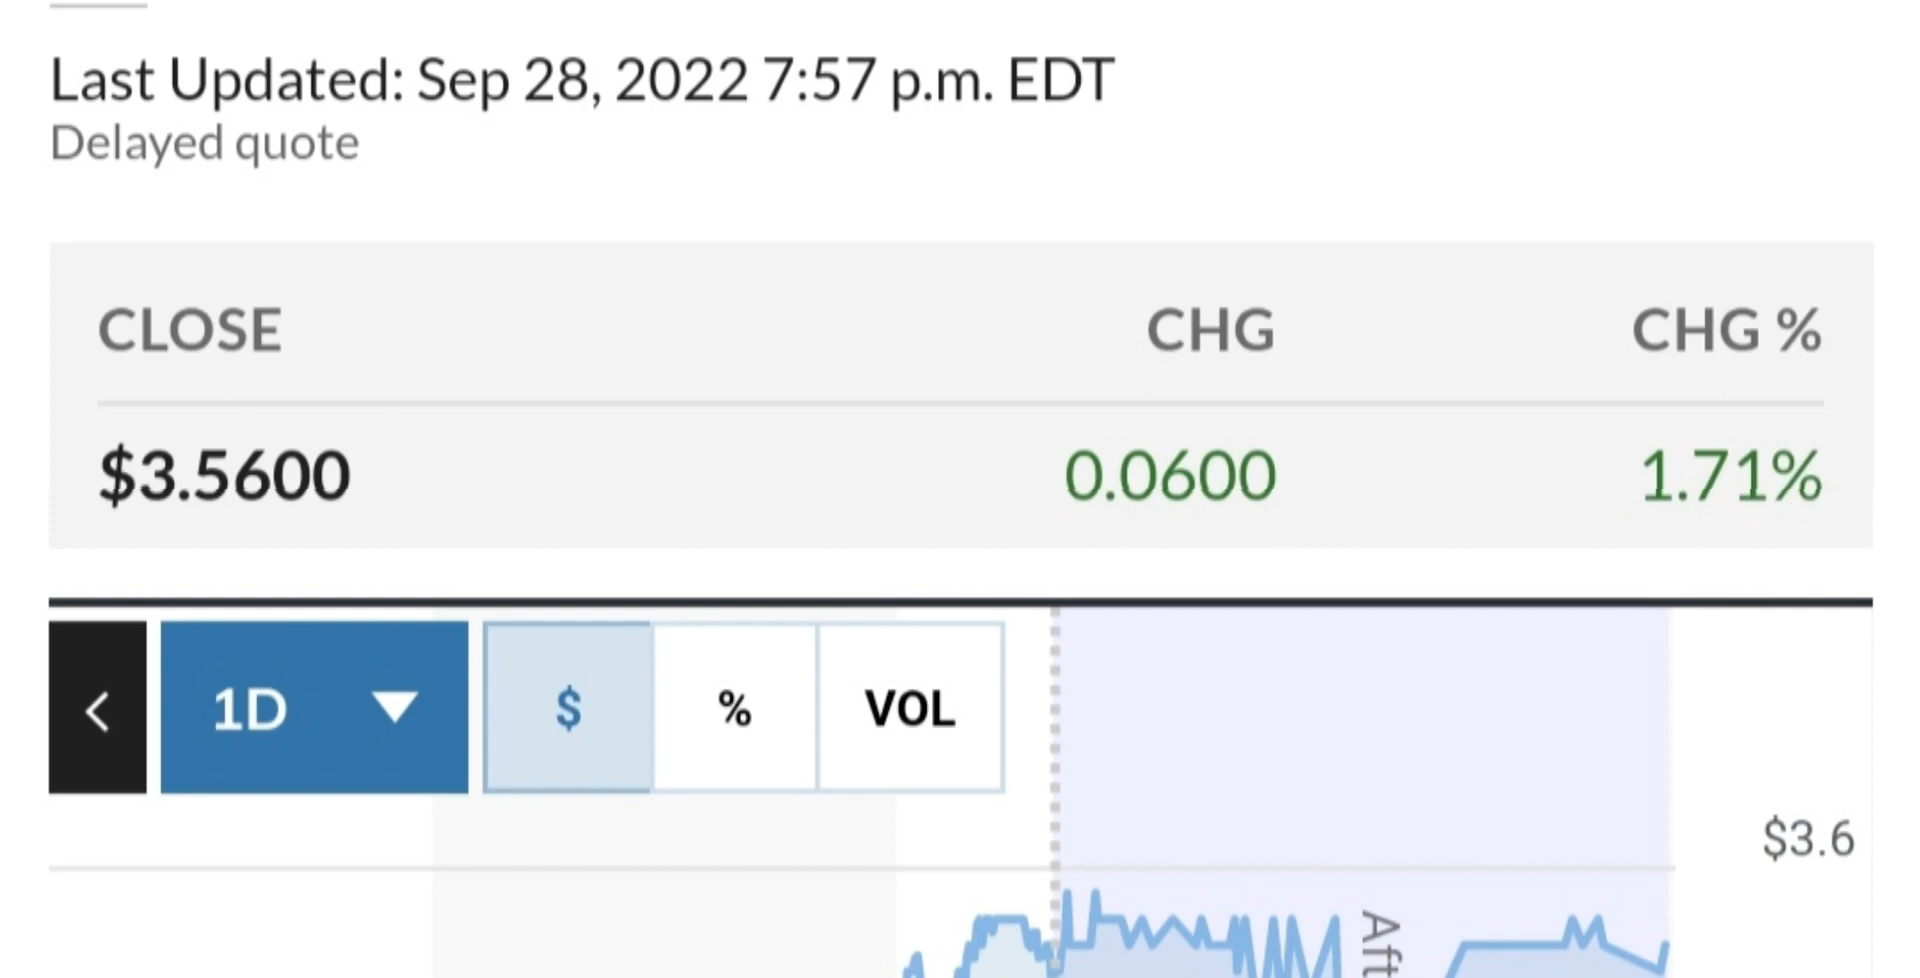 Last Updated: Sep 28, 2022 7:57 p.m. EDT
Delayed quote
CLOSE CHG CHG %
$3.5600 0.0600 1.71%
1D $ % VOL
$3.6
Aft